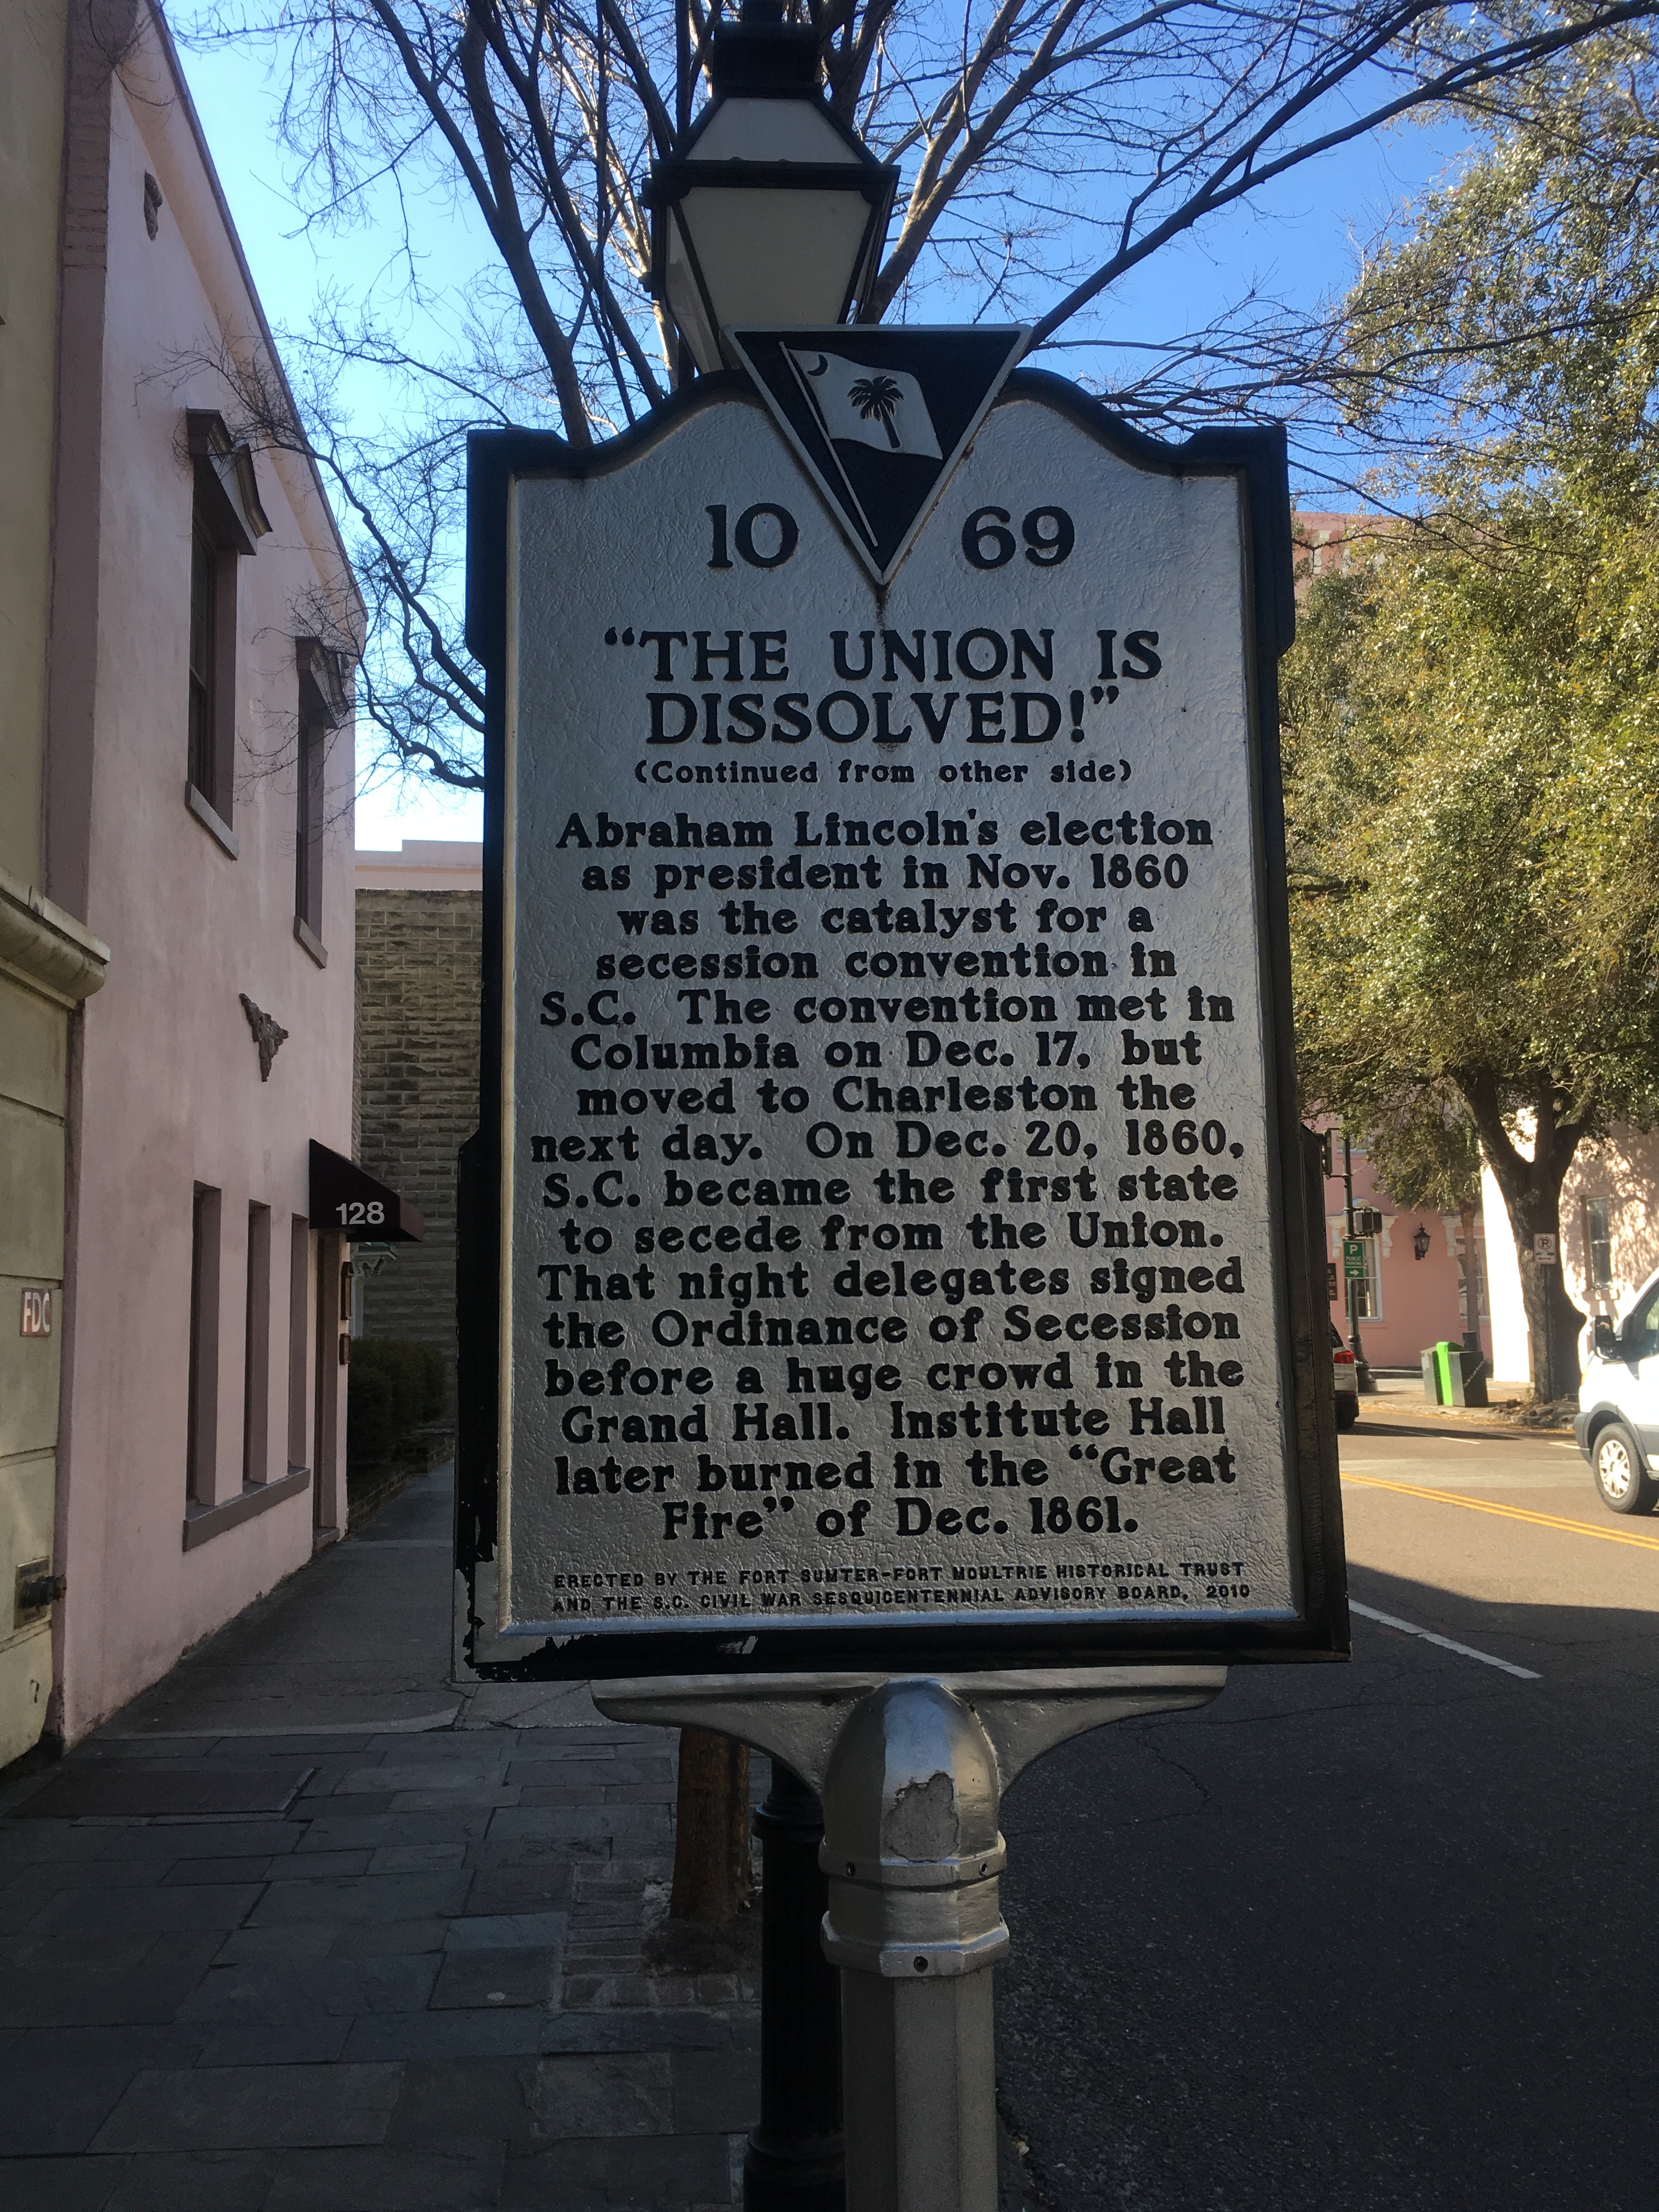 10 69
“THE UNION IS
DISSOLVED!”
(Continued from other side)
Abraham Lincoln's election
as president in Nov. 1860
was the catalyst for a
secession convention in
S.C. The convention met in
Columbia on Dec. 17, but
moved to Charleston the
next day. On Dec. 20, 1860,
S.C. became the first state
to secede from the Union.
That night delegates signed
the Ordinance of Secession
before a huge crowd in the
Grand Hall. Institute Hall
later burned in the “Great
Fire” of Dec. 1861.
ERECTED BY THE FORT SUMTER-FORT MOULTRIE HISTORICAL TRUST
AND THE S.C. CIVIL WAR SESQUICENTENNIAL ADVISORY BOARD, 2010
128
FDC
P
PUBLIC
PARKING
P